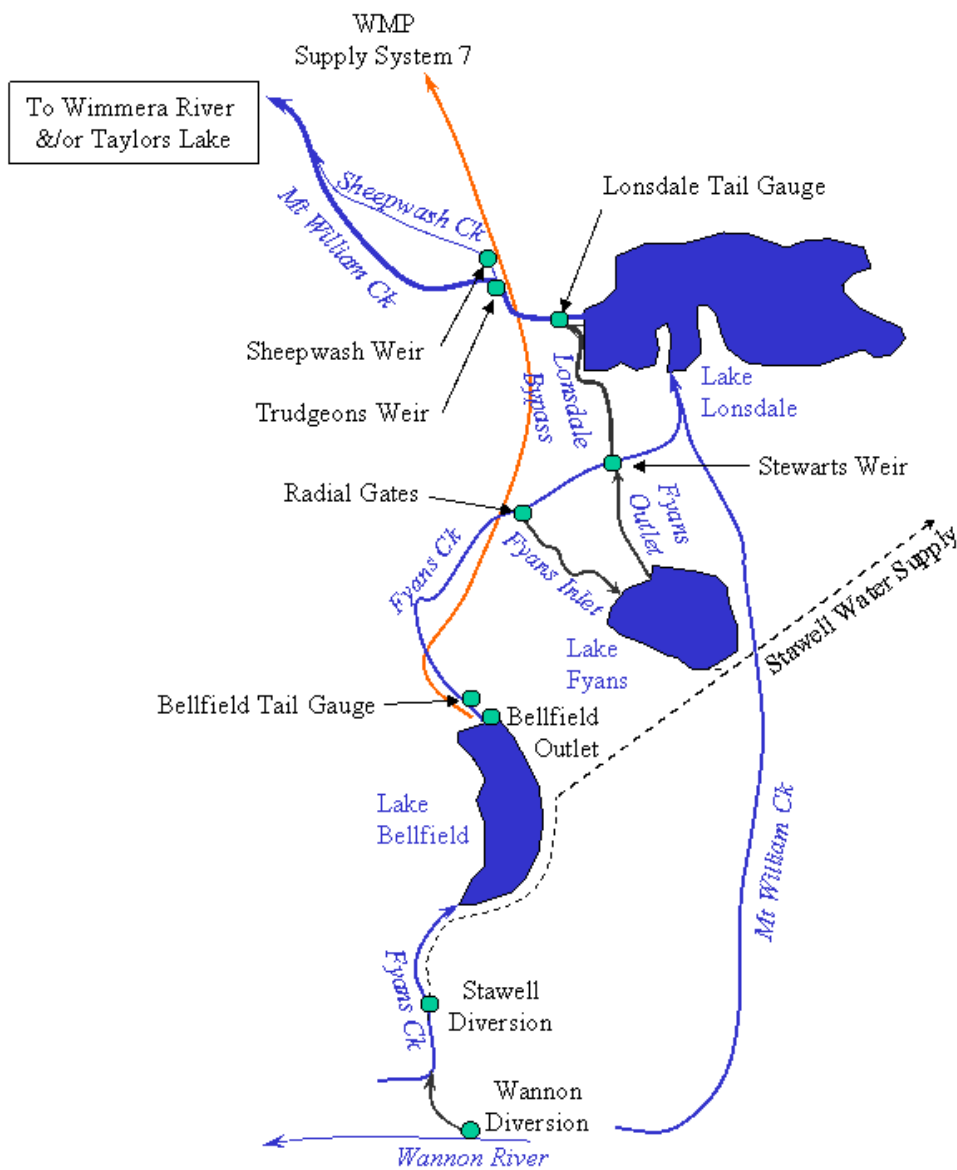 WMP
Supply System 7
To Wimmera River
&/or Taylors Lake
Sheepwash Ck
Mt William Ck
Lonsdale Tail Gauge
Sheepwash Weir
Trudgeons Weir
Bypass
Lonsdale
Lake
Lonsdale
Radial Gates
Stewarts Weir
Fyans Ck
Fyans Inlet
Fyans
Outlet
Stawell Water Supply
Lake
Fyans
Bellfield Tail Gauge
Bellfield
Outlet
Lake
Bellfield
Mt William Ck
Fyans Ck
Stawell
Diversion
Wannon
Diversion
Wannon River